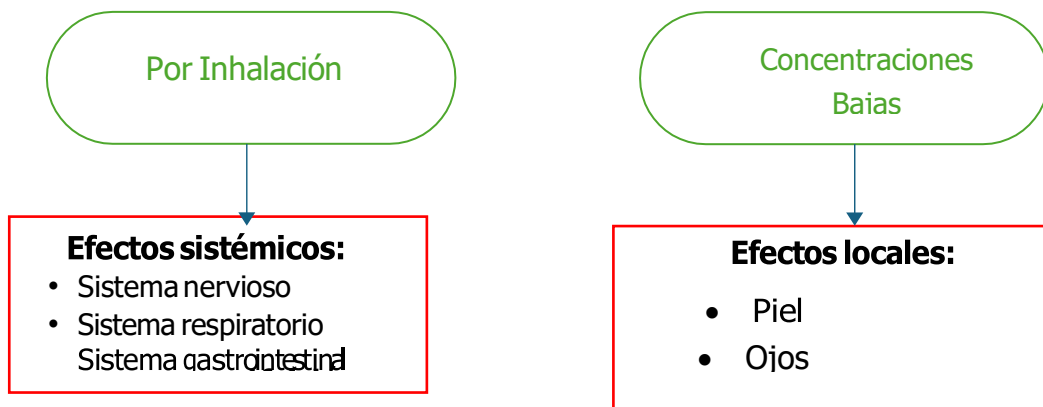 Por Inhalación
Efectos sistémicos:
• Sistema nervioso
• Sistema respiratorio
Sistema gastrointestinal
Concentraciones
Bajas
Efectos locales:
• Piel
• Ojos